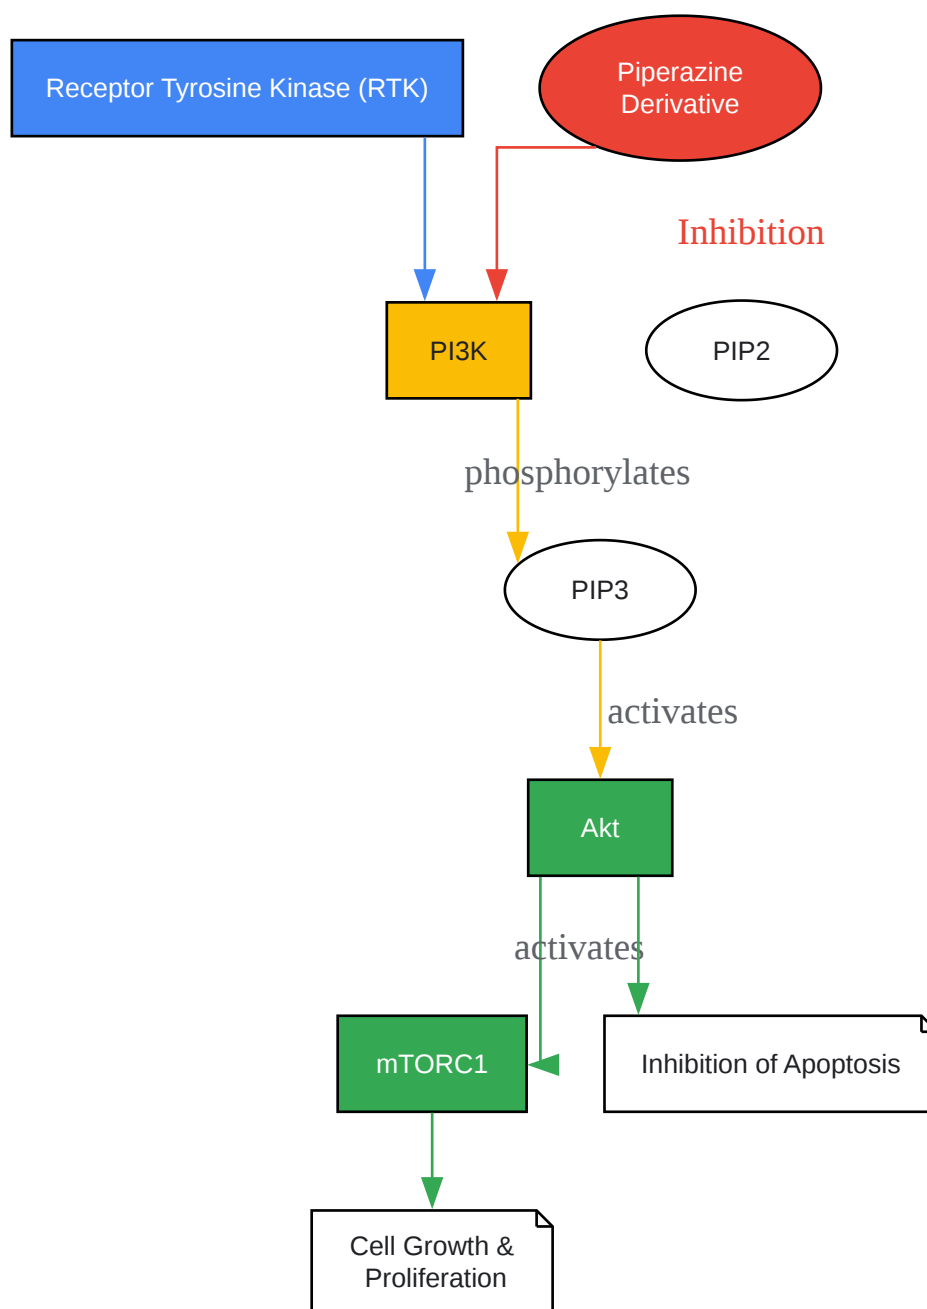 Receptor Tyrosine Kinase (RTK)
Piperazine
Derivative
Inhibition
PI3K
PIP2
phosphorylates
PIP3
activates
Akt
activates
mTORC1
Inhibition of Apoptosis
Cell Growth &
Proliferation